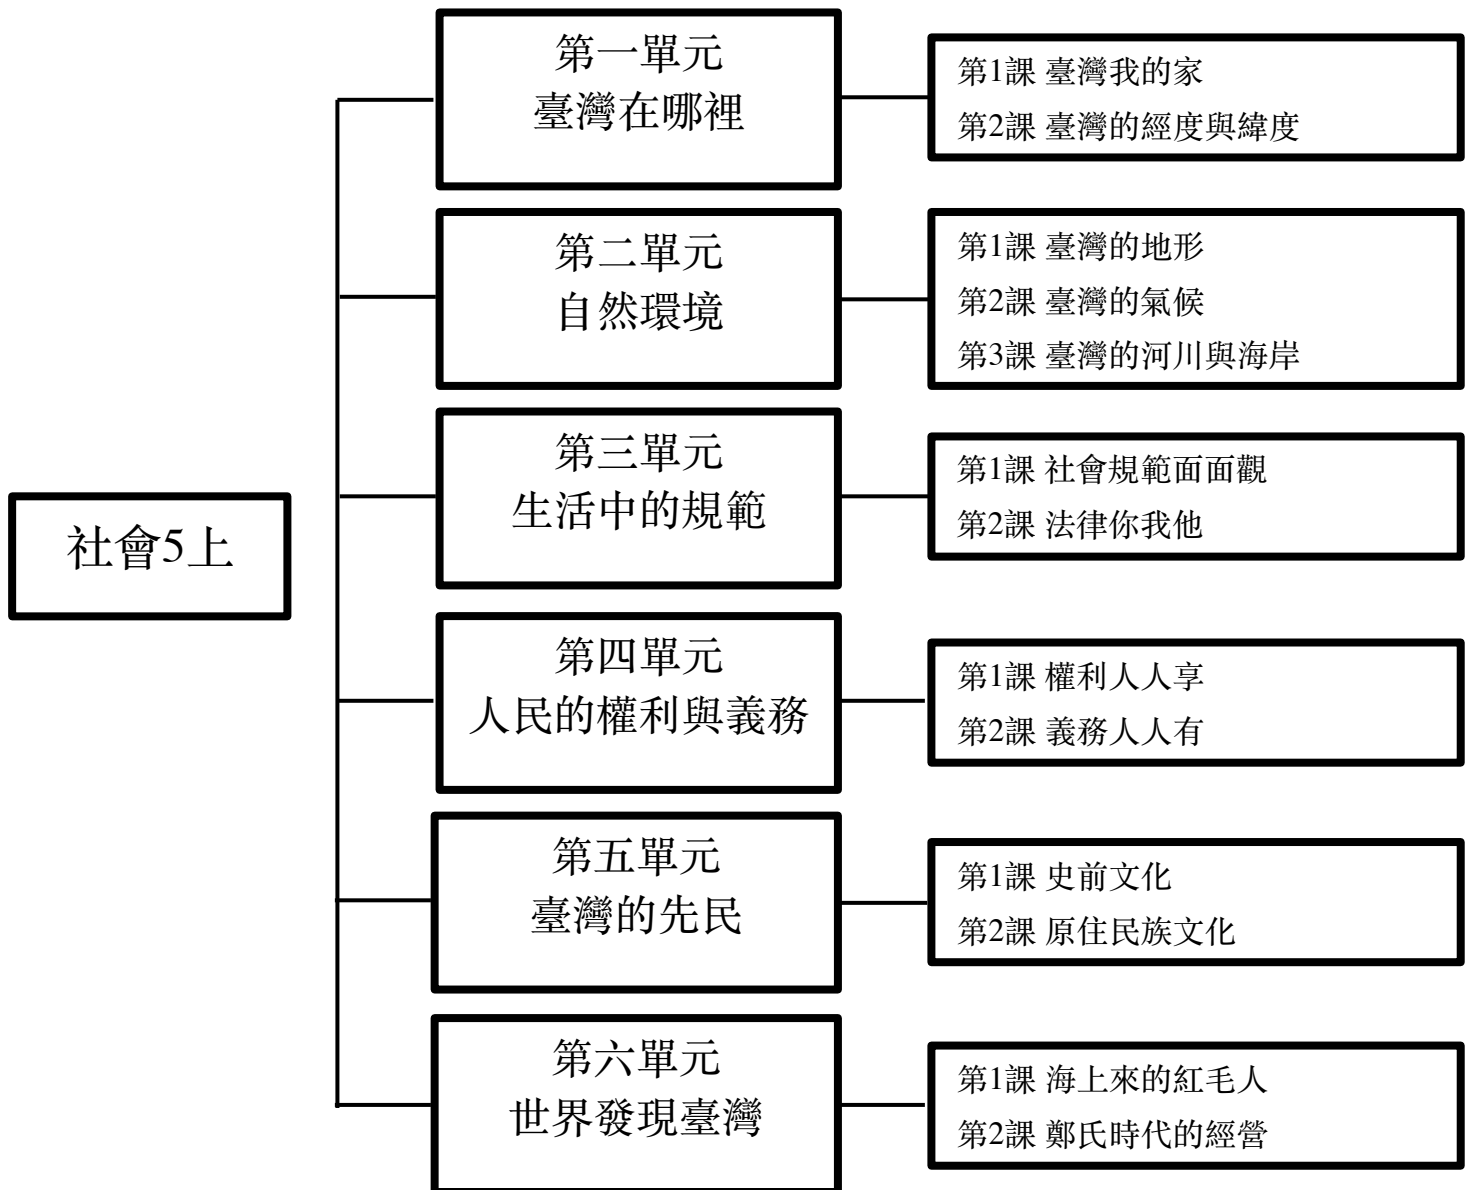 社會5上
第一單元
臺灣在哪裡
第1課 臺灣我的家
第2課 臺灣的經度與緯度
第二單元
自然環境
第1課 臺灣的地形
第2課 臺灣的氣候
第3課 臺灣的河川與海岸
第三單元
生活中的規範
第1課 社會規範面面觀
第2課 法律你我他
第四單元
人民的權利與義務
第1課 權利人人享
第2課 義務人人有
第五單元
臺灣的先民
第1課 史前文化
第2課 原住民族文化
第六單元
世界發現臺灣
第1課 海上來的紅毛人
第2課 鄭氏時代的經營